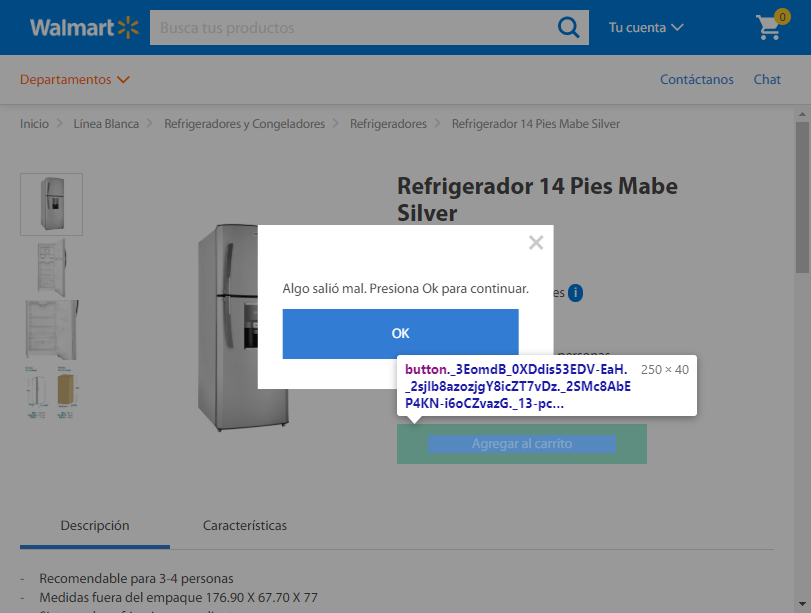 Walmart
Busca tus productos
Tu cuenta
0
Departamentos
Contáctanos
Chat
Inicio
Línea Blanca
Refrigeradores y Congeladores
Refrigeradores
Refrigerador 14 Pies Mabe Silver
Refrigerador 14 Pies Mabe
Silver
Algo salió mal. Presiona Ok para continuar.
es i
OK
personas
button._3EomdB_0XDdis53EDV-EaH.
250 × 40
_2sjlb8azozjgY8icZT7vDz._2SMc8AbE
P4KN-i6oCZvazG._13-pc...
Agregar al carrito
Descripción
Características
- Recomendable para 3-4 personas
- Medidas fuera del empaque 176.90 X 67.70 X 77